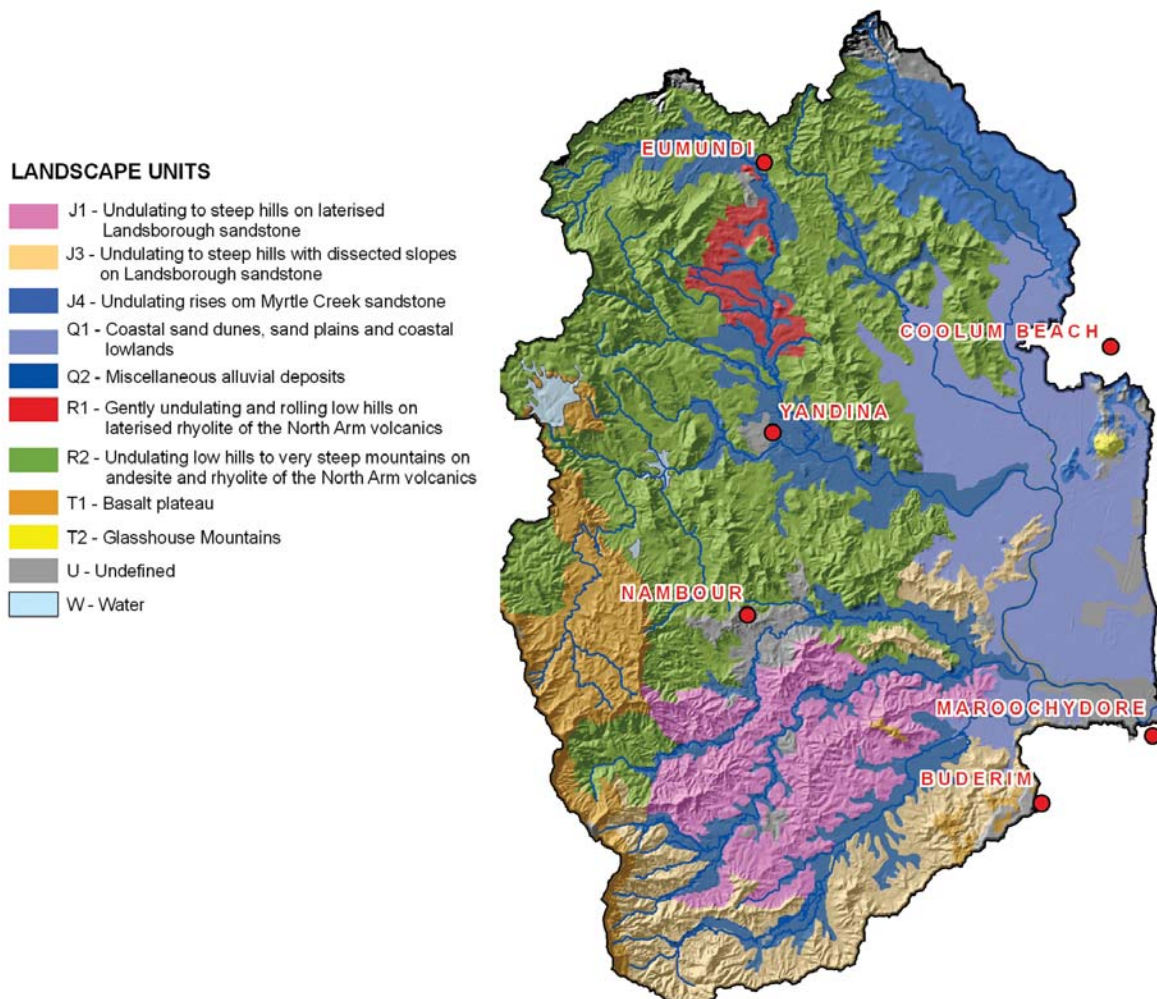 LANDSCAPE UNITS
J1 - Undulating to steep hills on laterised
Landsborough sandstone
J3 - Undulating to steep hills with dissected slopes
on Landsborough sandstone
J4 - Undulating rises om Myrtle Creek sandstone
Q1 - Coastal sand dunes, sand plains and coastal
lowlands
Q2 - Miscellaneous alluvial deposits
R1 - Gently undulating and rolling low hills on
laterised rhyolite of the North Arm volcanics
R2 - Undulating low hills to very steep mountains on
andesite and rhyolite of the North Arm volcanics
T1 - Basalt plateau
T2 - Glasshouse Mountains
U - Undefined
W - Water
EUMUNDI
COOLUM BEACH
YANDINA
NAMBOUR
MAROOCHYDORE
BUDERIM